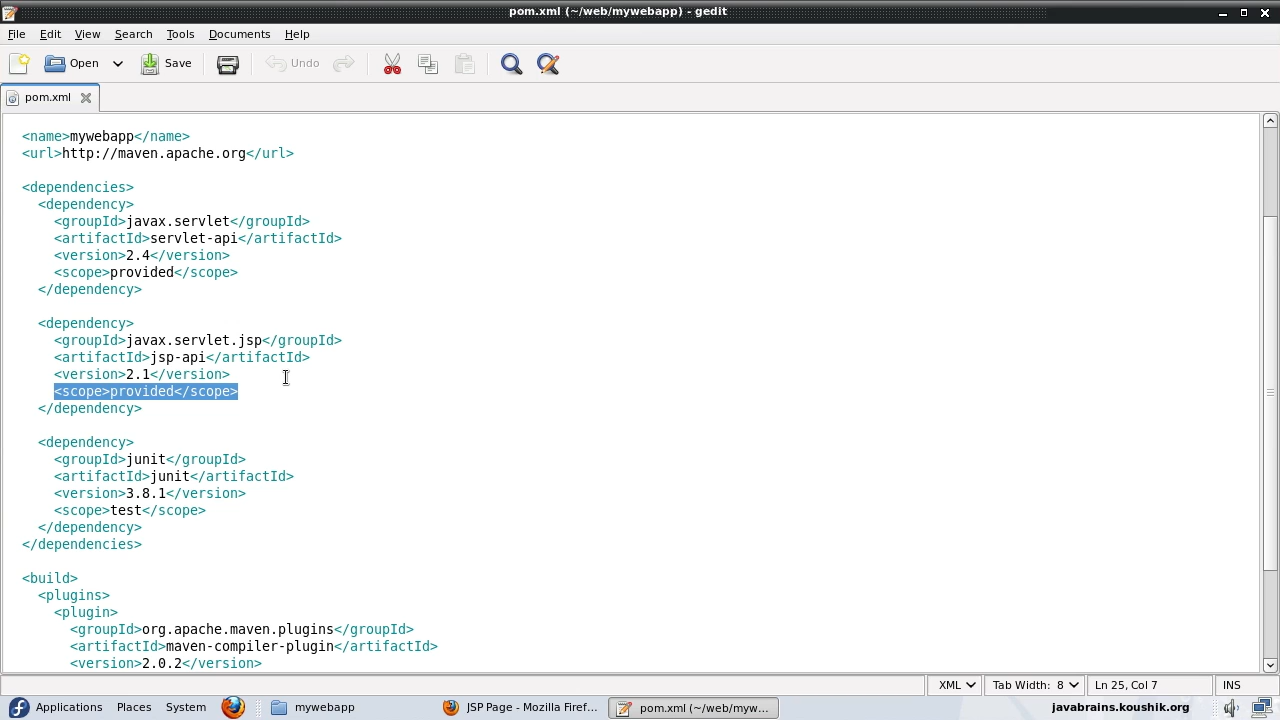 pom.xml (~/web/mywebapp) - gedit
File Edit View Search Tools Documents Help
Open Save Undo
pom.xml
<name>mywebapp</name>
<url>http://maven.apache.org</url>
<dependencies>
<dependency>
<groupId>javax.servlet</groupId>
<artifactId>servlet-api</artifactId>
<version>2.4</version>
<scope>provided</scope>
</dependency>
<dependency>
<groupId>javax.servlet.jsp</groupId>
<artifactId>jsp-api</artifactId>
<version>2.1</version>
<scope>provided</scope>
</dependency>
<dependency>
<groupId>junit</groupId>
<artifactId>junit</artifactId>
<version>3.8.1</version>
<scope>test</scope>
</dependency>
</dependencies>
<build>
<plugins>
<plugin>
<groupId>org.apache.maven.plugins</groupId>
<artifactId>maven-compiler-plugin</artifactId>
<version>2.0.2</version>
XML Tab Width: 8 Ln 25, Col 7 INS
Applications Places System mywebapp JSP Page - Mozilla Firef... pom.xml (~/web/myw... javabrains.koushik.org